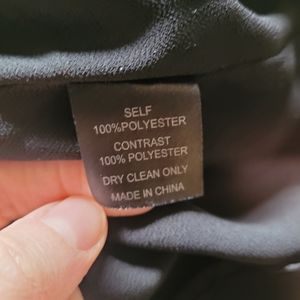 SELF
100%POLYESTER
CONTRAST
100% POLYESTER
DRY CLEAN ONLY
MADE IN CHINA